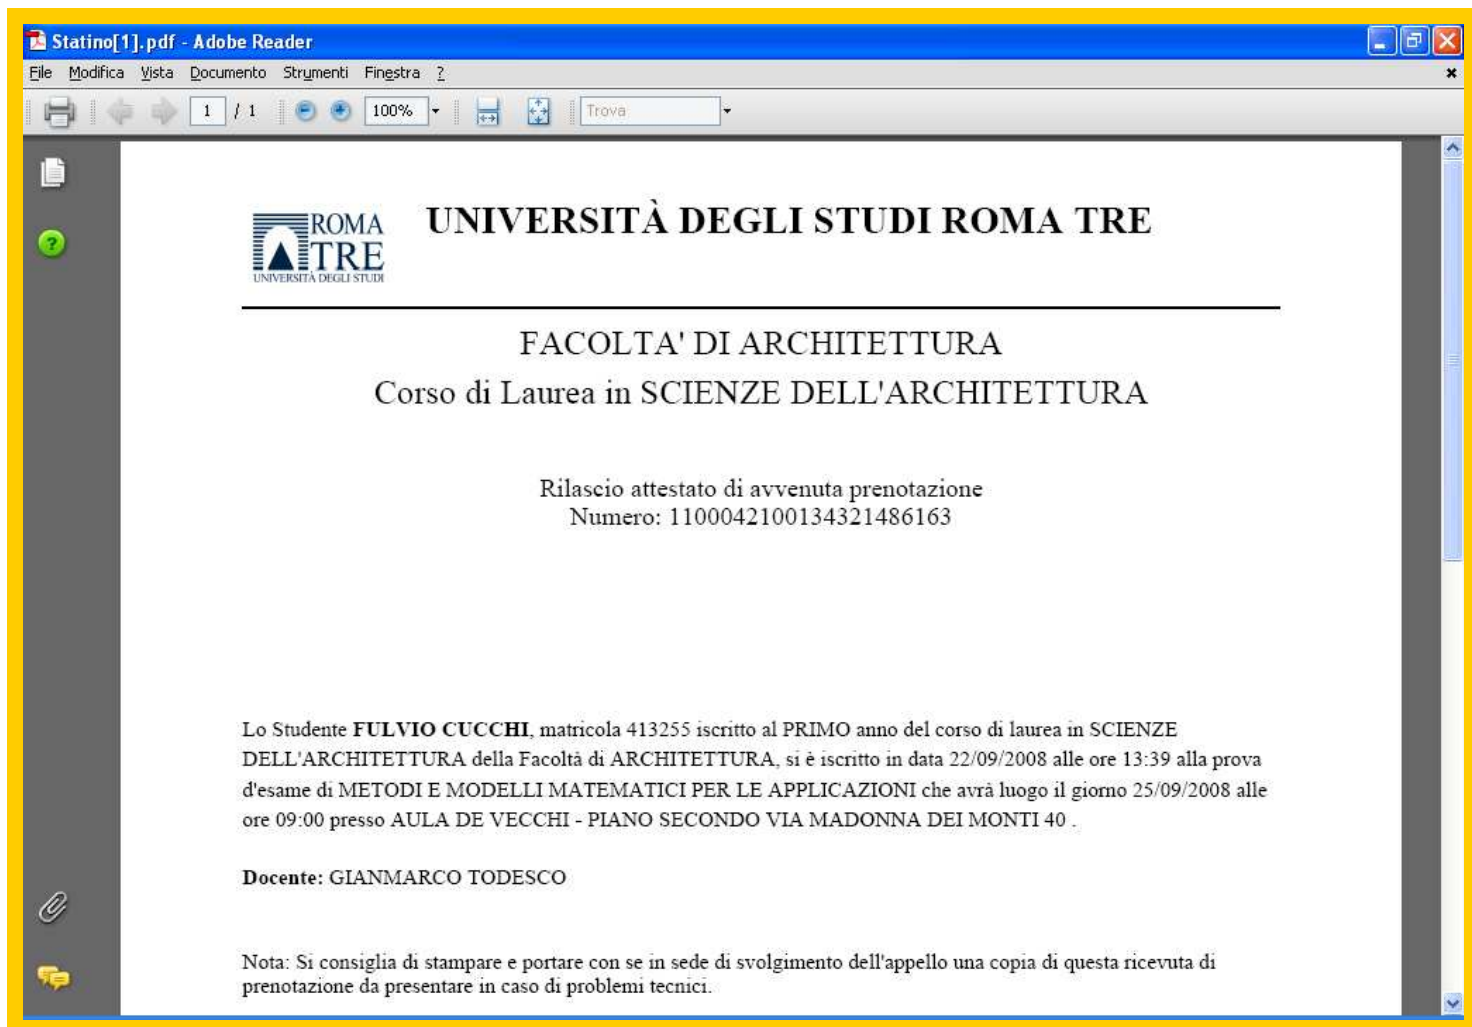 Statino[1].pdf - Adobe Reader
File Modifica Vista Documento Strumenti Finestra ?
1 / 1 100% Trova
ROMA
TRE
UNIVERSITÀ DEGLI STUDI
UNIVERSITÀ DEGLI STUDI ROMA TRE
FACOLTA' DI ARCHITETTURA
Corso di Laurea in SCIENZE DELL'ARCHITETTURA
Rilascio attestato di avvenuta prenotazione
Numero: 1100042100134321486163
Lo Studente FULVIO CUCCHI, matricola 413255 iscritto al PRIMO anno del corso di laurea in SCIENZE
DELL'ARCHITETTURA della Facoltà di ARCHITETTURA, si è iscritto in data 22/09/2008 alle ore 13:39 alla prova
d'esame di METODI E MODELLI MATEMATICI PER LE APPLICAZIONI che avrà luogo il giorno 25/09/2008 alle
ore 09:00 presso AULA DE VECCHI - PIANO SECONDO VIA MADONNA DEI MONTI 40 .
Docente: GIANMARCO TODESCO
Nota: Si consiglia di stampare e portare con se in sede di svolgimento dell'appello una copia di questa ricevuta di
prenotazione da presentare in caso di problemi tecnici.